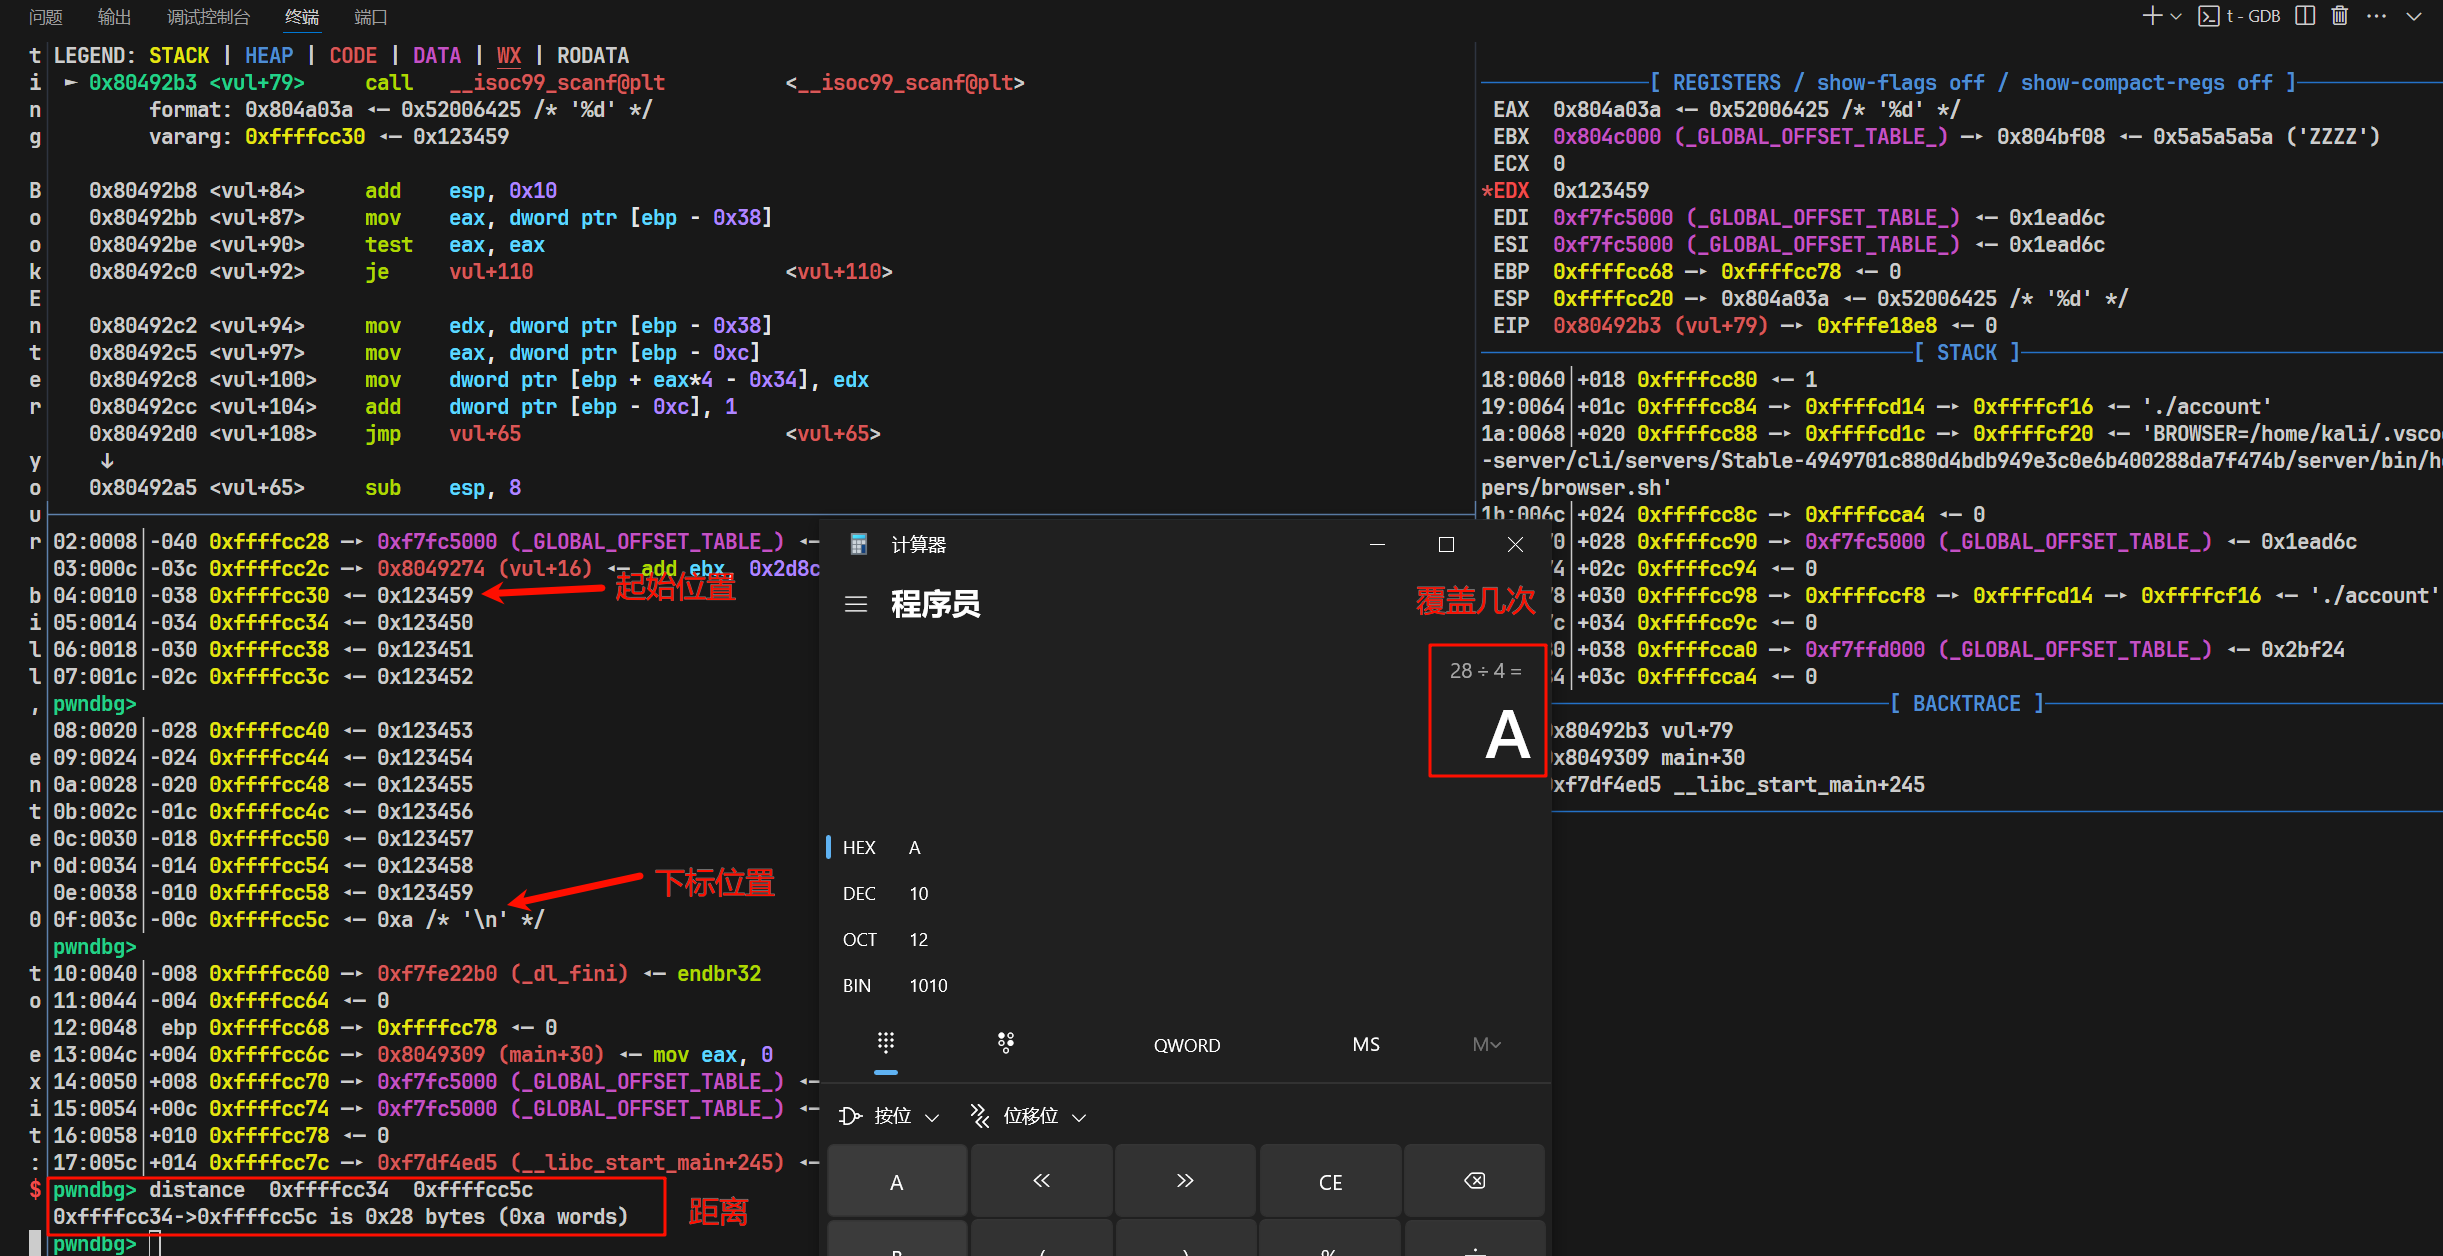 问题 输出 调试控制台 终端 端口 t - GDB
LEGEND: STACK | HEAP | CODE | DATA | WX | RODATA
► 0x80492b3 <vul+79> call __isoc99_scanf@plt <__isoc99_scanf@plt>
format: 0x804a03a ◂— 0x52006425 /* '%d' */
vararg: 0xffffcc30 ◂— 0x123459
0x80492b8 <vul+84> add esp, 0x10
0x80492bb <vul+87> mov eax, dword ptr [ebp - 0x38]
0x80492be <vul+90> test eax, eax
0x80492c0 <vul+92> je vul+110 <vul+110>
0x80492c2 <vul+94> mov edx, dword ptr [ebp - 0x38]
0x80492c5 <vul+97> mov eax, dword ptr [ebp - 0xc]
0x80492c8 <vul+100> mov dword ptr [ebp + eax*4 - 0x34], edx
0x80492cc <vul+104> add dword ptr [ebp - 0xc], 1
0x80492d0 <vul+108> jmp vul+65 <vul+65>
↓
0x80492a5 <vul+65> sub esp, 8
02:0008│-040 0xffffcc28 —▸ 0xf7fc5000 (_GLOBAL_OFFSET_TABLE_) ◂—
03:000c│-03c 0xffffcc2c —▸ 0x8049274 (vul+16) ◂— add ebx, 0x2d8c
04:0010│-038 0xffffcc30 ◂— 0x123459
05:0014│-034 0xffffcc34 ◂— 0x123450
06:0018│-030 0xffffcc38 ◂— 0x123451
07:001c│-02c 0xffffcc3c ◂— 0x123452
pwndbg>
08:0020│-028 0xffffcc40 ◂— 0x123453
09:0024│-024 0xffffcc44 ◂— 0x123454
0a:0028│-020 0xffffcc48 ◂— 0x123455
0b:002c│-01c 0xffffcc4c ◂— 0x123456
0c:0030│-018 0xffffcc50 ◂— 0x123457
0d:0034│-014 0xffffcc54 ◂— 0x123458
0e:0038│-010 0xffffcc58 ◂— 0x123459
0f:003c│-00c 0xffffcc5c ◂— 0xa /* '\n' */
pwndbg>
10:0040│-008 0xffffcc60 —▸ 0xf7fe22b0 (_dl_fini) ◂— endbr32
11:0044│-004 0xffffcc64 ◂— 0
12:0048│ ebp 0xffffcc68 —▸ 0xffffcc78 ◂— 0
13:004c│+004 0xffffcc6c —▸ 0x8049309 (main+30) ◂— mov eax, 0
14:0050│+008 0xffffcc70 —▸ 0xf7fc5000 (_GLOBAL_OFFSET_TABLE_) ◂—
15:0054│+00c 0xffffcc74 —▸ 0xf7fc5000 (_GLOBAL_OFFSET_TABLE_) ◂—
16:0058│+010 0xffffcc78 ◂— 0
17:005c│+014 0xffffcc7c —▸ 0xf7df4ed5 (__libc_start_main+245) ◂—
pwndbg> distance 0xffffcc34 0xffffcc5c
0xffffcc34->0xffffcc5c is 0x28 bytes (0xa words)
pwndbg>
起始位置
下标位置
距离
t
i
n
g
B
o
o
k
E
n
t
e
r
y
o
u
r
b
i
l
l
,
e
n
t
e
r
0
t
o
e
x
i
t
:
$
[ REGISTERS / show-flags off / show-compact-regs off ]
EAX 0x804a03a ◂— 0x52006425 /* '%d' */
EBX 0x804c000 (_GLOBAL_OFFSET_TABLE_) —▸ 0x804bf08 ◂— 0x5a5a5a5a ('ZZZZ')
ECX 0
*EDX 0x123459
EDI 0xf7fc5000 (_GLOBAL_OFFSET_TABLE_) ◂— 0x1ead6c
ESI 0xf7fc5000 (_GLOBAL_OFFSET_TABLE_) ◂— 0x1ead6c
EBP 0xffffcc68 —▸ 0xffffcc78 ◂— 0
ESP 0xffffcc20 —▸ 0x804a03a ◂— 0x52006425 /* '%d' */
EIP 0x80492b3 (vul+79) —▸ 0xfffe18e8 ◂— 0
[ STACK ]
18:0060│+018 0xffffcc80 ◂— 1
19:0064│+01c 0xffffcc84 —▸ 0xffffcd14 —▸ 0xffffcf16 ◂— './account'
1a:0068│+020 0xffffcc88 —▸ 0xffffcd1c —▸ 0xffffcf20 ◂— 'BROWSER=/home/kali/.vsco
-server/cli/servers/Stable-4949701c880d4bdb949e3c0e6b400288da7f474b/server/bin/he
pers/browser.sh'
1b:006c│+024 0xffffcc8c —▸ 0xffffcca4 ◂— 0
0│+028 0xffffcc90 —▸ 0xf7fc5000 (_GLOBAL_OFFSET_TABLE_) ◂— 0x1ead6c
4│+02c 0xffffcc94 ◂— 0
8│+030 0xffffcc98 —▸ 0xffffccf8 —▸ 0xffffcd14 —▸ 0xffffcf16 ◂— './account'
c│+034 0xffffcc9c ◂— 0
0│+038 0xffffcca0 —▸ 0xf7ffd000 (_GLOBAL_OFFSET_TABLE_) ◂— 0x2bf24
4│+03c 0xffffcca4 ◂— 0
[ BACKTRACE ]
x80492b3 vul+79
x8049309 main+30
xf7df4ed5 __libc_start_main+245
计算器
程序员
覆盖几次
28 ÷ 4 =
A
HEX A
DEC 10
OCT 12
BIN 1010
QWORD MS M
按位 位移位
A « » CE